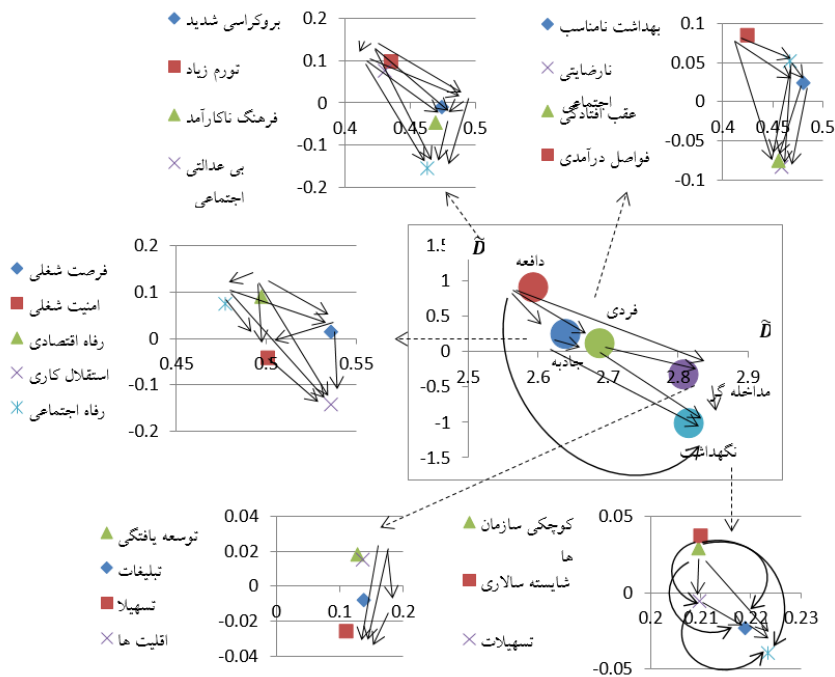 بروکراسی شدید
تورم زیاد
فرهنگ ناکارآمد
بی عدالتی
اجتماعی
0.2
0.1
0
-0.1
-0.2
0.4
0.5
بهداشت نامناسب
نارضایتی
اجتماعی
عقب افتادگی
فواصل درآمدی
0.1
0.05
0
-0.05
-0.1
0.4
0.45
0.5
فرصت شغلی
امنیت شغلی
رفاه اقتصادی
استقلال کاری
رفاه اجتماعی
0.2
0.1
0
-0.1
-0.2
0.45
0.5
0.55
1.5
1
0.5
0
-0.5
-1
-1.5
2.5
2.6
2.7
2.8
2.9
D̃
D̃
دافعه
فردی
جاذبه
مداخله گر
نگهداشت
توسعه یافتگی
تبلیغات
تسهیلا
اقلیت ها
0.04
0.02
0
-0.02
-0.04
0
0.1
0.2
کوچکی سازمان
ها
شایسته سالاری
تسهیلات
0.05
0
-0.05
0.2
0.21
0.22
0.23